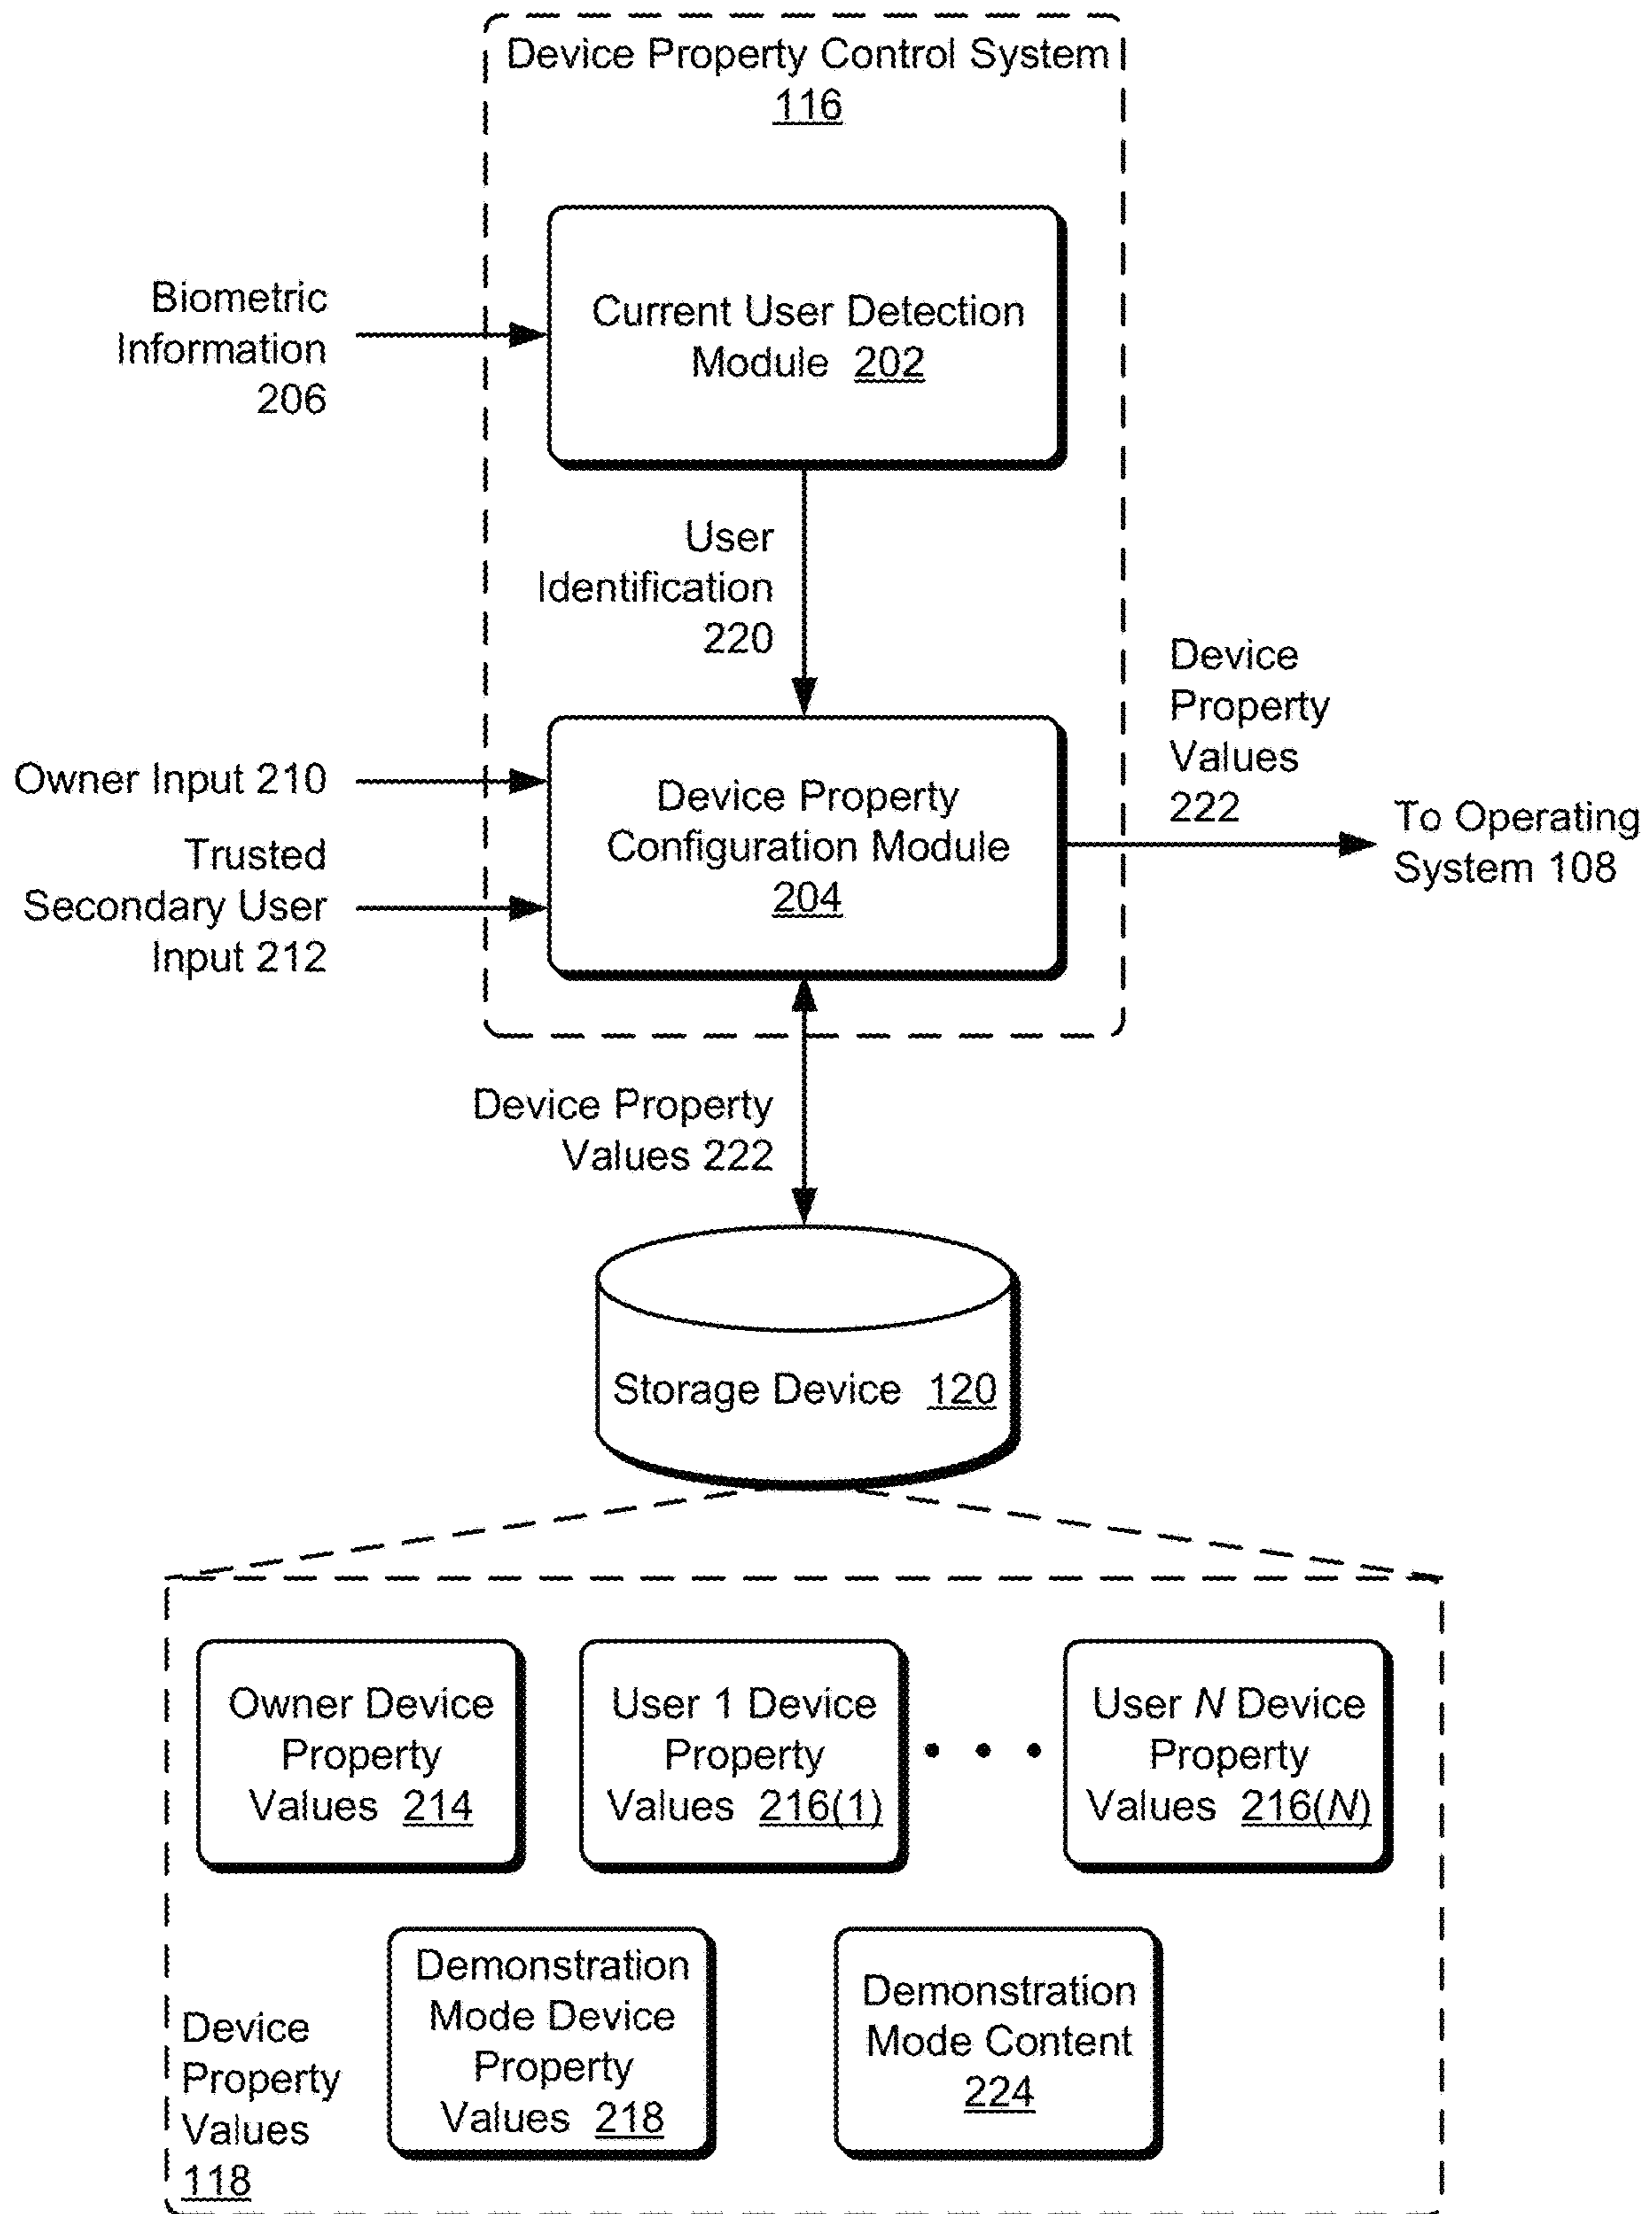 Device Property Control System
116
Biometric
Information
206
Current User Detection
Module 202
User
Identification
220
Device
Property
Values
222
To Operating
System 108
Owner Input 210
Trusted
Secondary User
Input 212
Device Property
Configuration Module
204
Device Property
Values 222
Storage Device 120
Owner Device
Property
Values 214
User 1 Device
Property
Values 216(1)
• • •
User N Device
Property
Values 216(N)
Device
Property
Values
118
Demonstration
Mode Device
Property
Values 218
Demonstration
Mode Content
224